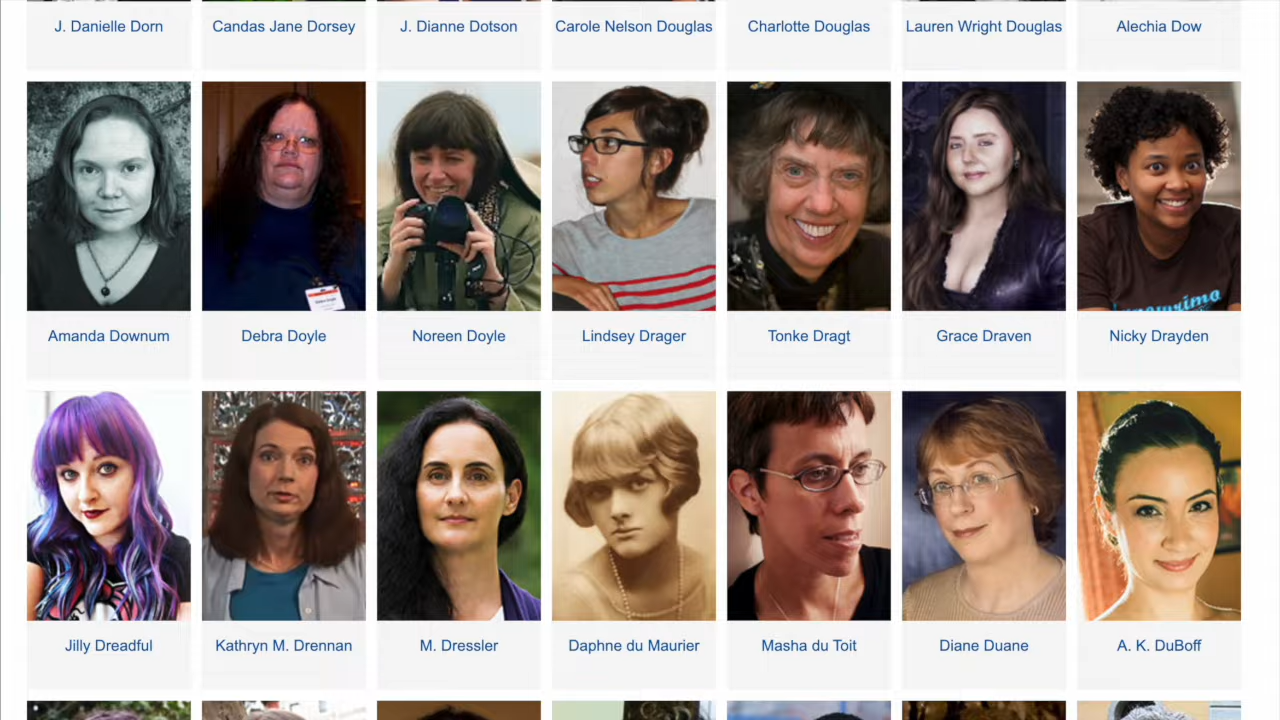 J. Danielle Dorn
Candas Jane Dorsey
J. Dianne Dotson
Carole Nelson Douglas
Charlotte Douglas
Lauren Wright Douglas
Alechia Dow
Amanda Downum
Debra Doyle
Noreen Doyle
Lindsey Drager
Tonke Dragt
Grace Draven
Nicky Drayden
Jilly Dreadful
Kathryn M. Drennan
M. Dressler
Daphne du Maurier
Masha du Toit
Diane Duane
A. K. DuBoff